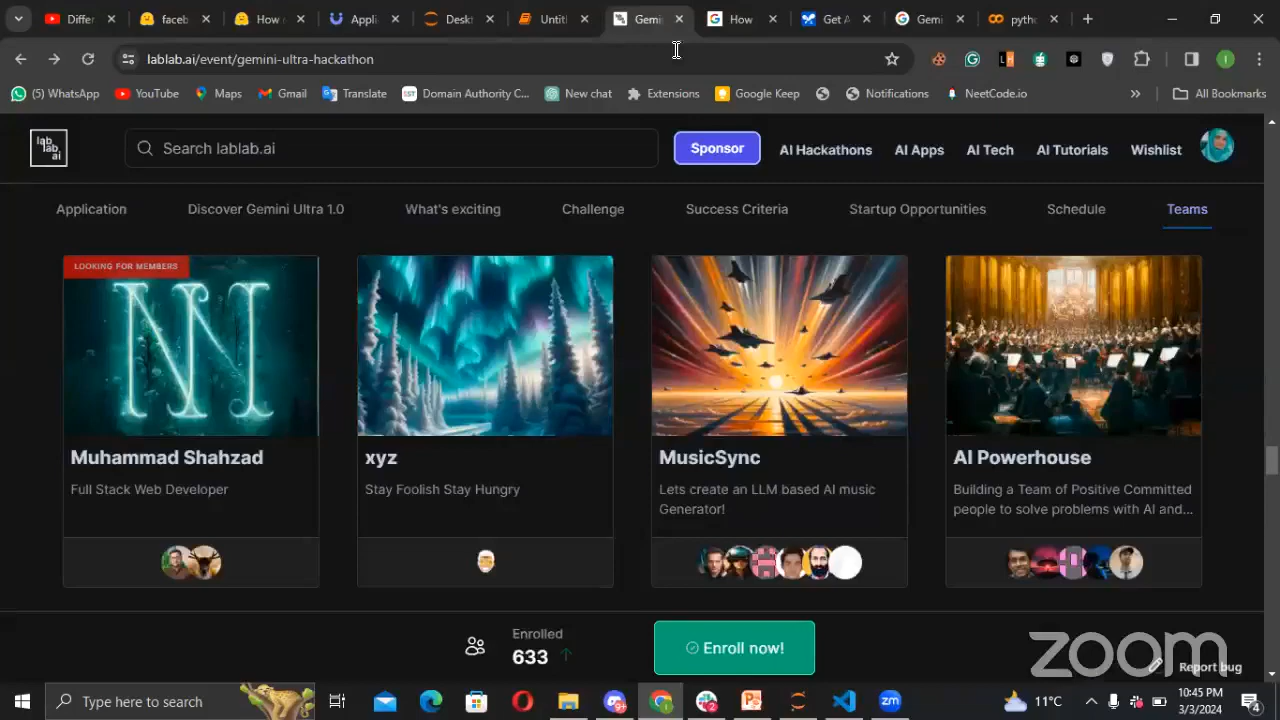 Differ
faceb
How r
Appli
Deskt
Untitl
Gemi
How
Get A
Gemi
pytho
lablab.ai/event/gemini-ultra-hackathon
(5) WhatsApp
YouTube
Maps
Gmail
Translate
Domain Authority C...
New chat
Extensions
Google Keep
Notifications
NeetCode.io
All Bookmarks
lab lab ai
Search lablab.ai
Sponsor
AI Hackathons
AI Apps
AI Tech
AI Tutorials
Wishlist
Application
Discover Gemini Ultra 1.0
What's exciting
Challenge
Success Criteria
Startup Opportunities
Schedule
Teams
LOOKING FOR MEMBERS
Muhammad Shahzad
Full Stack Web Developer
xyz
Stay Foolish Stay Hungry
MusicSync
Lets create an LLM based AI music
Generator!
AI Powerhouse
Building a Team of Positive Committed
people to solve problems with AI and...
Enrolled
633
Enroll now!
zoom
Report bug
Type here to search
9+
2
zm
11°C
10:45 PM
3/3/2024
4